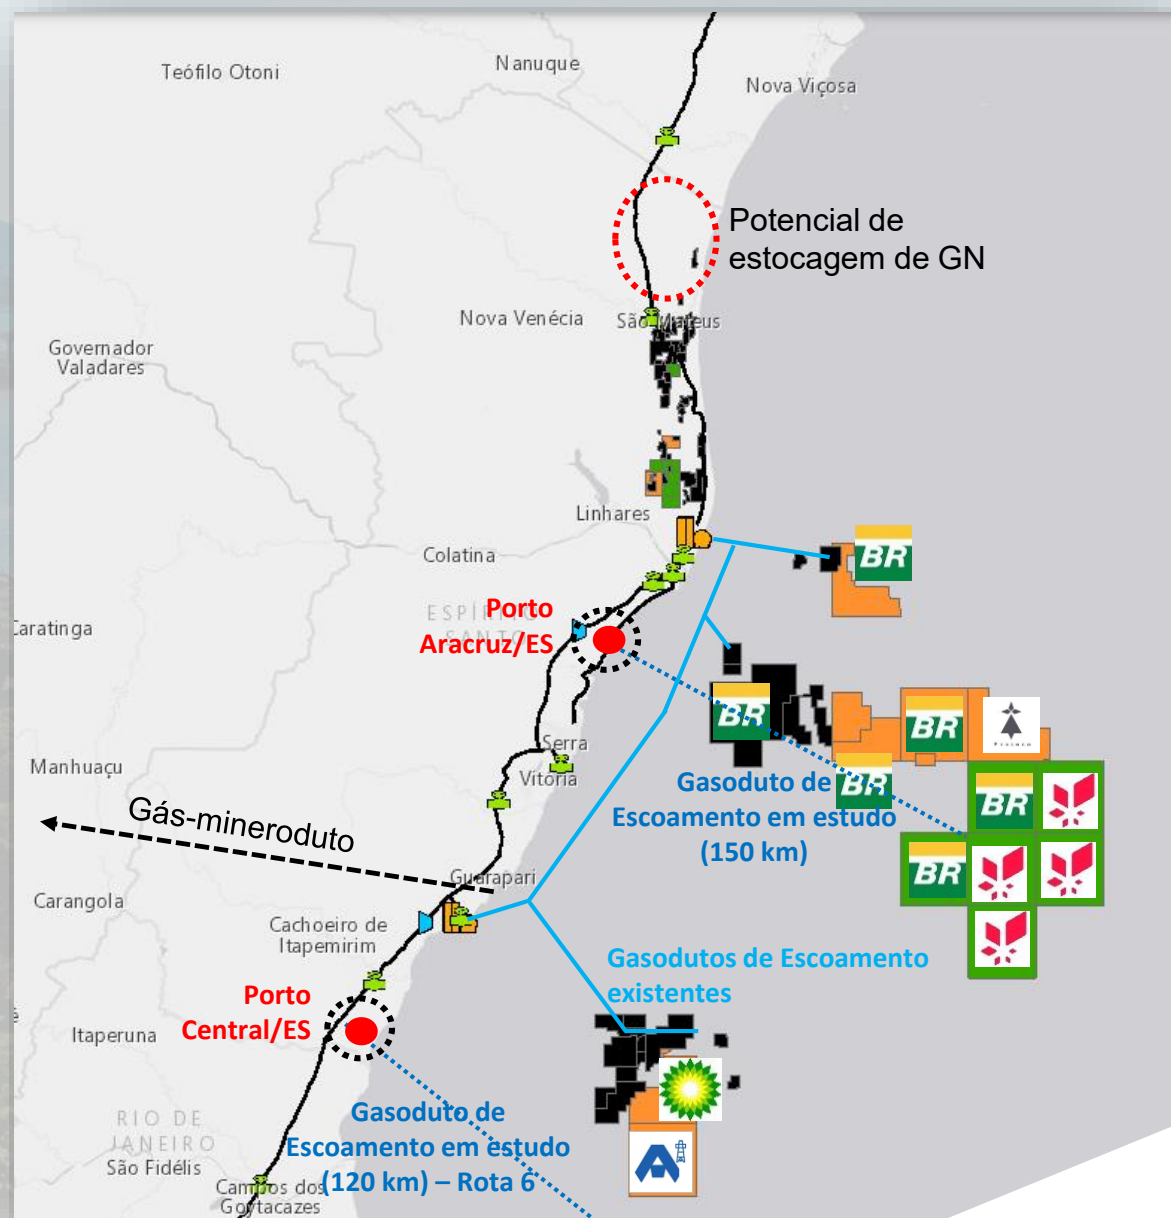 Teófilo Otoni
Nanuque
Nova Viçosa
Potencial de
estocagem de GN
Nova Venécia
São Mateus
Governador
Valadares
Linhares
Colatina
BR
Porto
Aracruz/ES
ESPÍRITO
SANTO
Caratinga
BR
BR
Serra
Manhuaçu
Vitória
Gasoduto de
Escoamento em estudo
(150 km)
BR
BR
Gás-mineroduto
BR
Guarapari
Carangola
Cachoeiro de
Itapemirim
Gasodutos de Escoamento
existentes
Porto
Central/ES
Itaperuna
Gasoduto de
Escoamento em estudo
(120 km) – Rota 6
RIO DE
JANEIRO
São Fidélis
Campos dos
Goytacazes